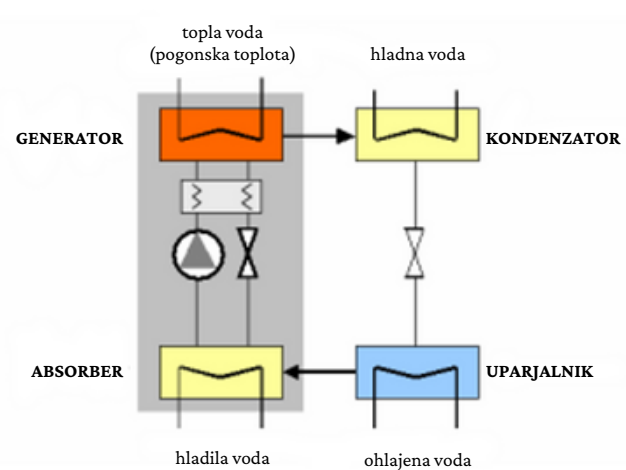 topla voda
(pogonska toplota)
hladna voda
GENERATOR
KONDENZATOR
ABSORBER
UPARJALNIK
hladila voda
ohlajena voda